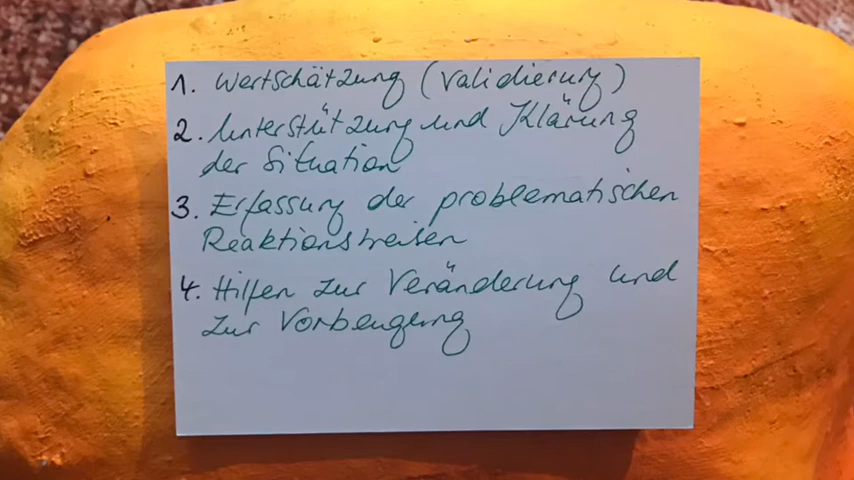 1. Wertschätzung (Validierung)
2. Unterstützung und Klärung
der Situation
3. Erfassung der problematischen
Reaktionsweisen
4. Hilfen zur Veränderung und
zur Vorbeugung